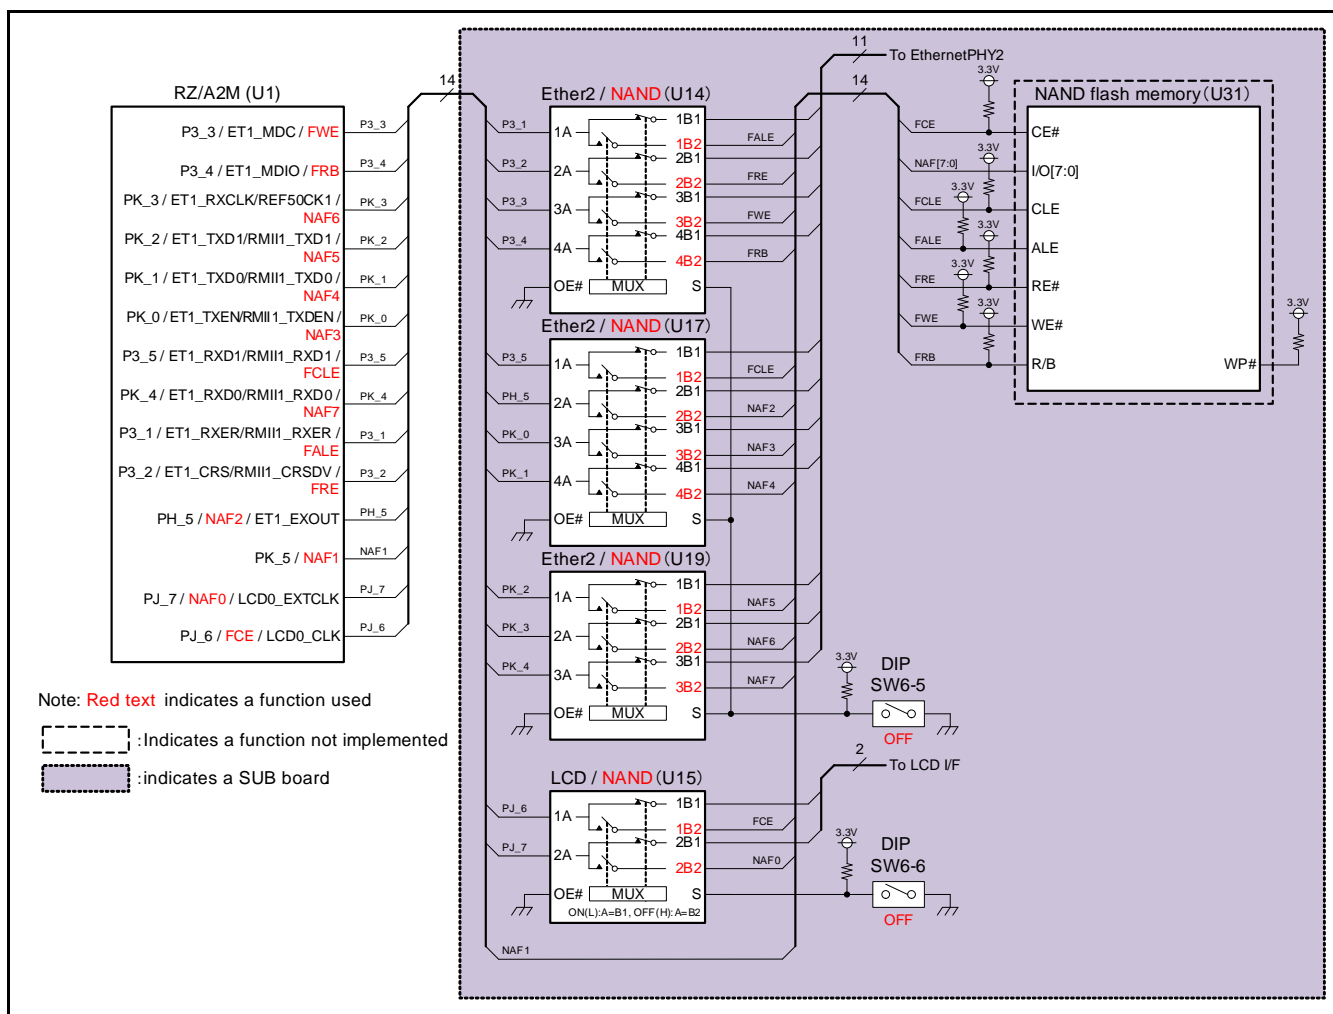 11
To EthernetPHY2
14
14
3.3V
RZ/A2M (U1)
Ether2 / NAND (U14)
NAND flash memory (U31)
P3_3 / ET1_MDC / FWE
P3_3
P3_4 / ET1_MDIO / FRB
P3_4
PK_3 / ET1_RXCLK/REF50CK1 /
NAF6
PK_3
PK_2 / ET1_TXD1/RMII1_TXD1 /
NAF5
PK_2
PK_1 / ET1_TXD0/RMII1_TXD0 /
NAF4
PK_1
PK_0 / ET1_TXEN/RMII1_TXDEN /
NAF3
PK_0
P3_5 / ET1_RXD1/RMII1_RXD1 /
FCLE
P3_5
PK_4 / ET1_RXD0/RMII1_RXD0 /
NAF7
PK_4
P3_1 / ET1_RXER/RMII1_RXER /
FALE
P3_1
P3_2 / ET1_CRS/RMII1_CRSDV /
FRE
P3_2
PH_5 / NAF2 / ET1_EXOUT
PH_5
PK_5 / NAF1
NAF1
PJ_7 / NAF0 / LCD0_EXTCLK
PJ_7
PJ_6 / FCE / LCD0_CLK
PJ_6
P3_1
1A
1B1
1B2
FALE
P3_2
2A
2B1
2B2
FRE
P3_3
3A
3B1
3B2
FWE
P3_4
4A
4B1
4B2
FRB
OE#
MUX
S
Ether2 / NAND (U17)
P3_5
1A
1B1
1B2
FCLE
PH_5
2A
2B1
2B2
NAF2
PK_0
3A
3B1
3B2
NAF3
PK_1
4A
4B1
4B2
NAF4
OE#
MUX
S
Ether2 / NAND (U19)
PK_2
1A
1B1
1B2
NAF5
PK_3
2A
2B1
2B2
NAF6
PK_4
3A
3B1
3B2
NAF7
OE#
MUX
S
3.3V
DIP
SW6-5
OFF
LCD / NAND (U15)
2
To LCD I/F
PJ_6
1A
1B1
1B2
FCE
PJ_7
2A
2B1
2B2
NAF0
OE#
MUX
S
ON(L):A=B1, OFF(H):A=B2
3.3V
DIP
SW6-6
OFF
NAF1
FCE
CE#
NAF[7:0]
I/O[7:0]
3.3V
FCLE
CLE
3.3V
FALE
ALE
3.3V
FRE
RE#
3.3V
FWE
WE#
3.3V
FRB
R/B
WP#
3.3V
Note: Red text indicates a function used
:Indicates a function not implemented
:indicates a SUB board